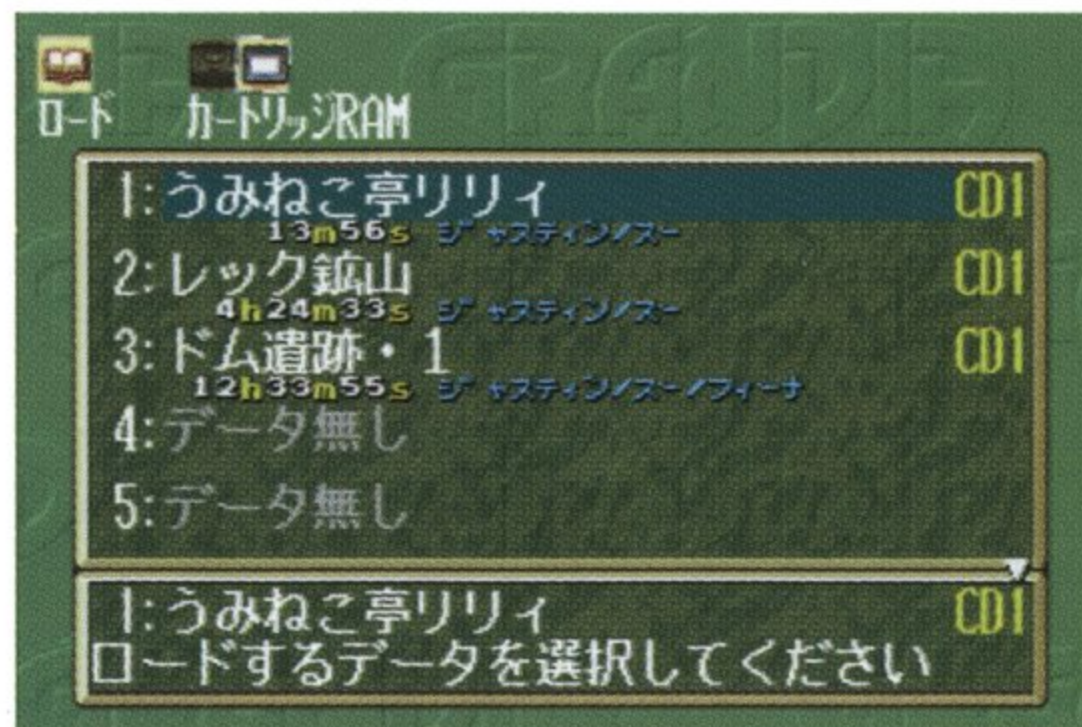 GRANDI
ロード カートリッジRAM
1:うみねこ亭リリィ CD1
13m56s ジャスティン/スー
2:レック鉱山 CD1
4h24m33s ジャスティン/スー
3:ドム遺跡・1 CD1
12h33m55s ジャスティン/スー/フィーナ
4:データ無し
5:データ無し
1:うみねこ亭リリィ CD1
ロードするデータを選択してください